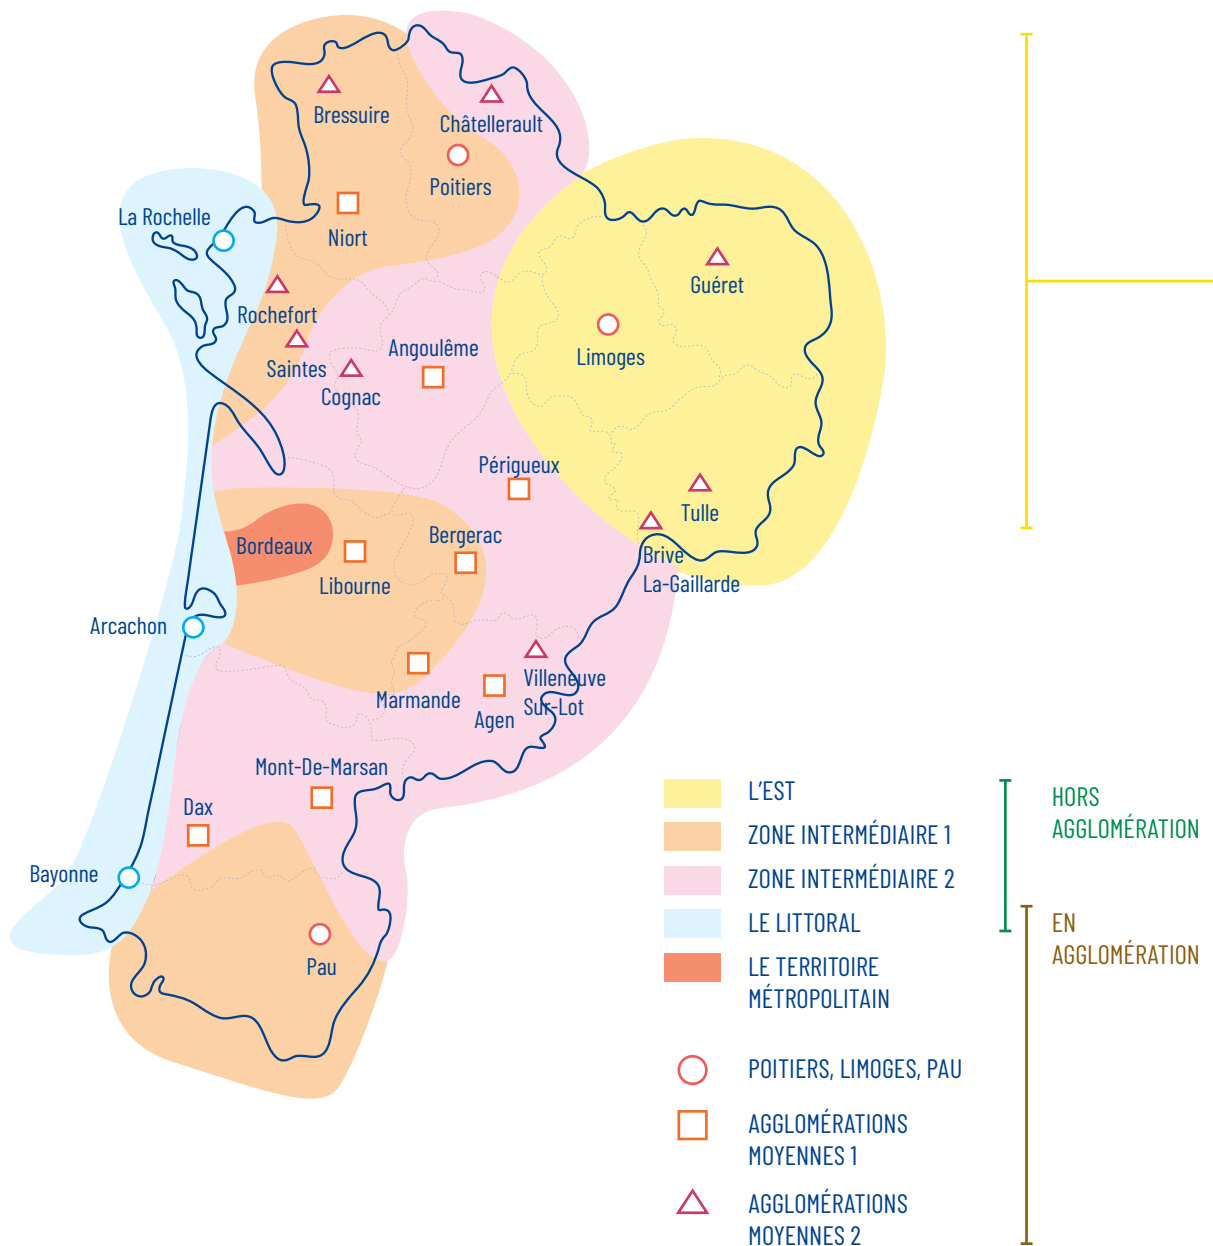 Bressuire
Châtellerault
Poitiers
La Rochelle
Niort
Guéret
Rochefort
Limoges
Angoulême
Saintes
Cognac
Périgueux
Tulle
Bergerac
Bordeaux
Brive
La-Gaillarde
Libourne
Arcachon
Villeneuve
Sur-Lot
Marmande
Agen
Mont-De-Marsan
Dax
Bayonne
Pau
L'EST
ZONE INTERMÉDIAIRE 1
ZONE INTERMÉDIAIRE 2
LE LITTORAL
LE TERRITOIRE
MÉTROPOLITAIN
HORS
AGGLOMÉRATION
EN
AGGLOMÉRATION
POITIERS, LIMOGES, PAU
AGGLOMÉRATIONS
MOYENNES 1
AGGLOMÉRATIONS
MOYENNES 2